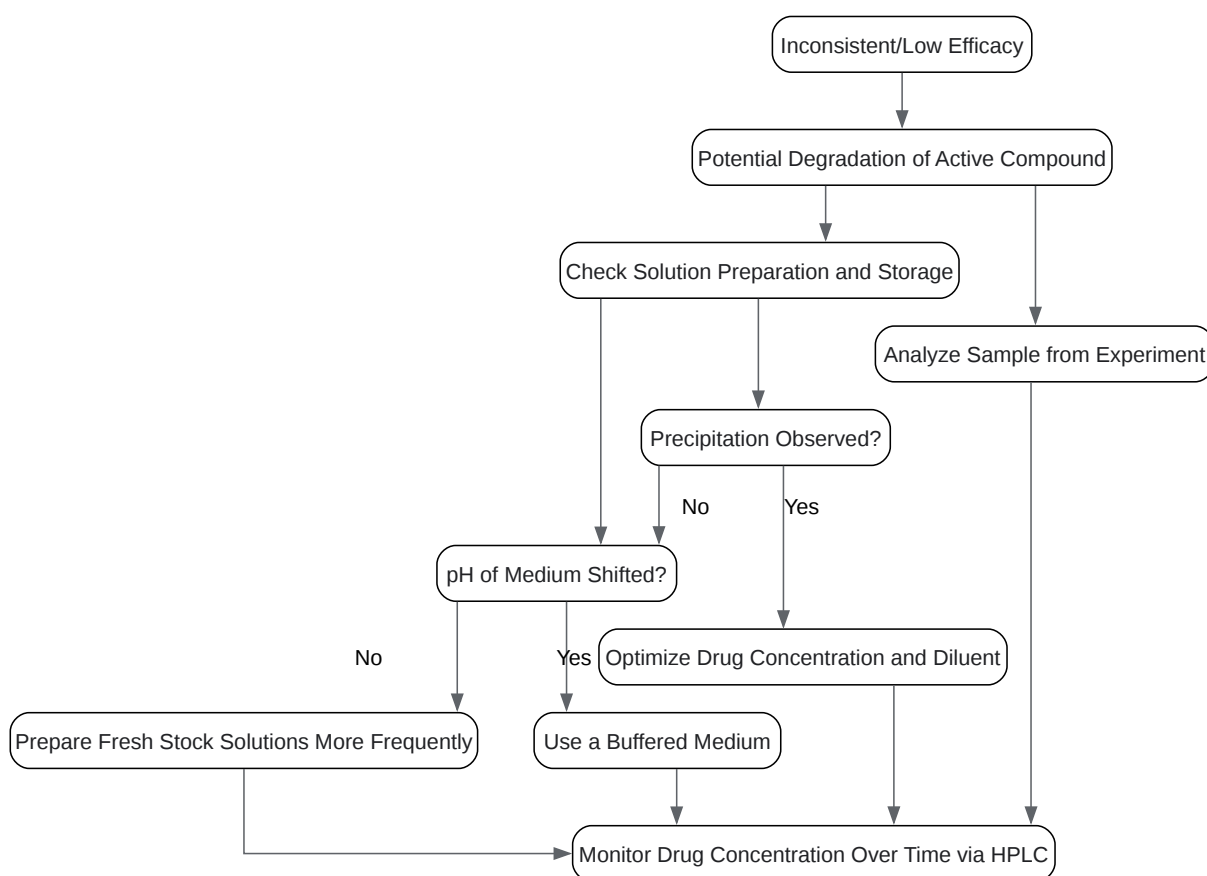 Inconsistent/Low Efficacy
Potential Degradation of Active Compound
Check Solution Preparation and Storage
Analyze Sample from Experiment
Precipitation Observed?
No
Yes
pH of Medium Shifted?
No
Yes
Optimize Drug Concentration and Diluent
Prepare Fresh Stock Solutions More Frequently
Use a Buffered Medium
Monitor Drug Concentration Over Time via HPLC